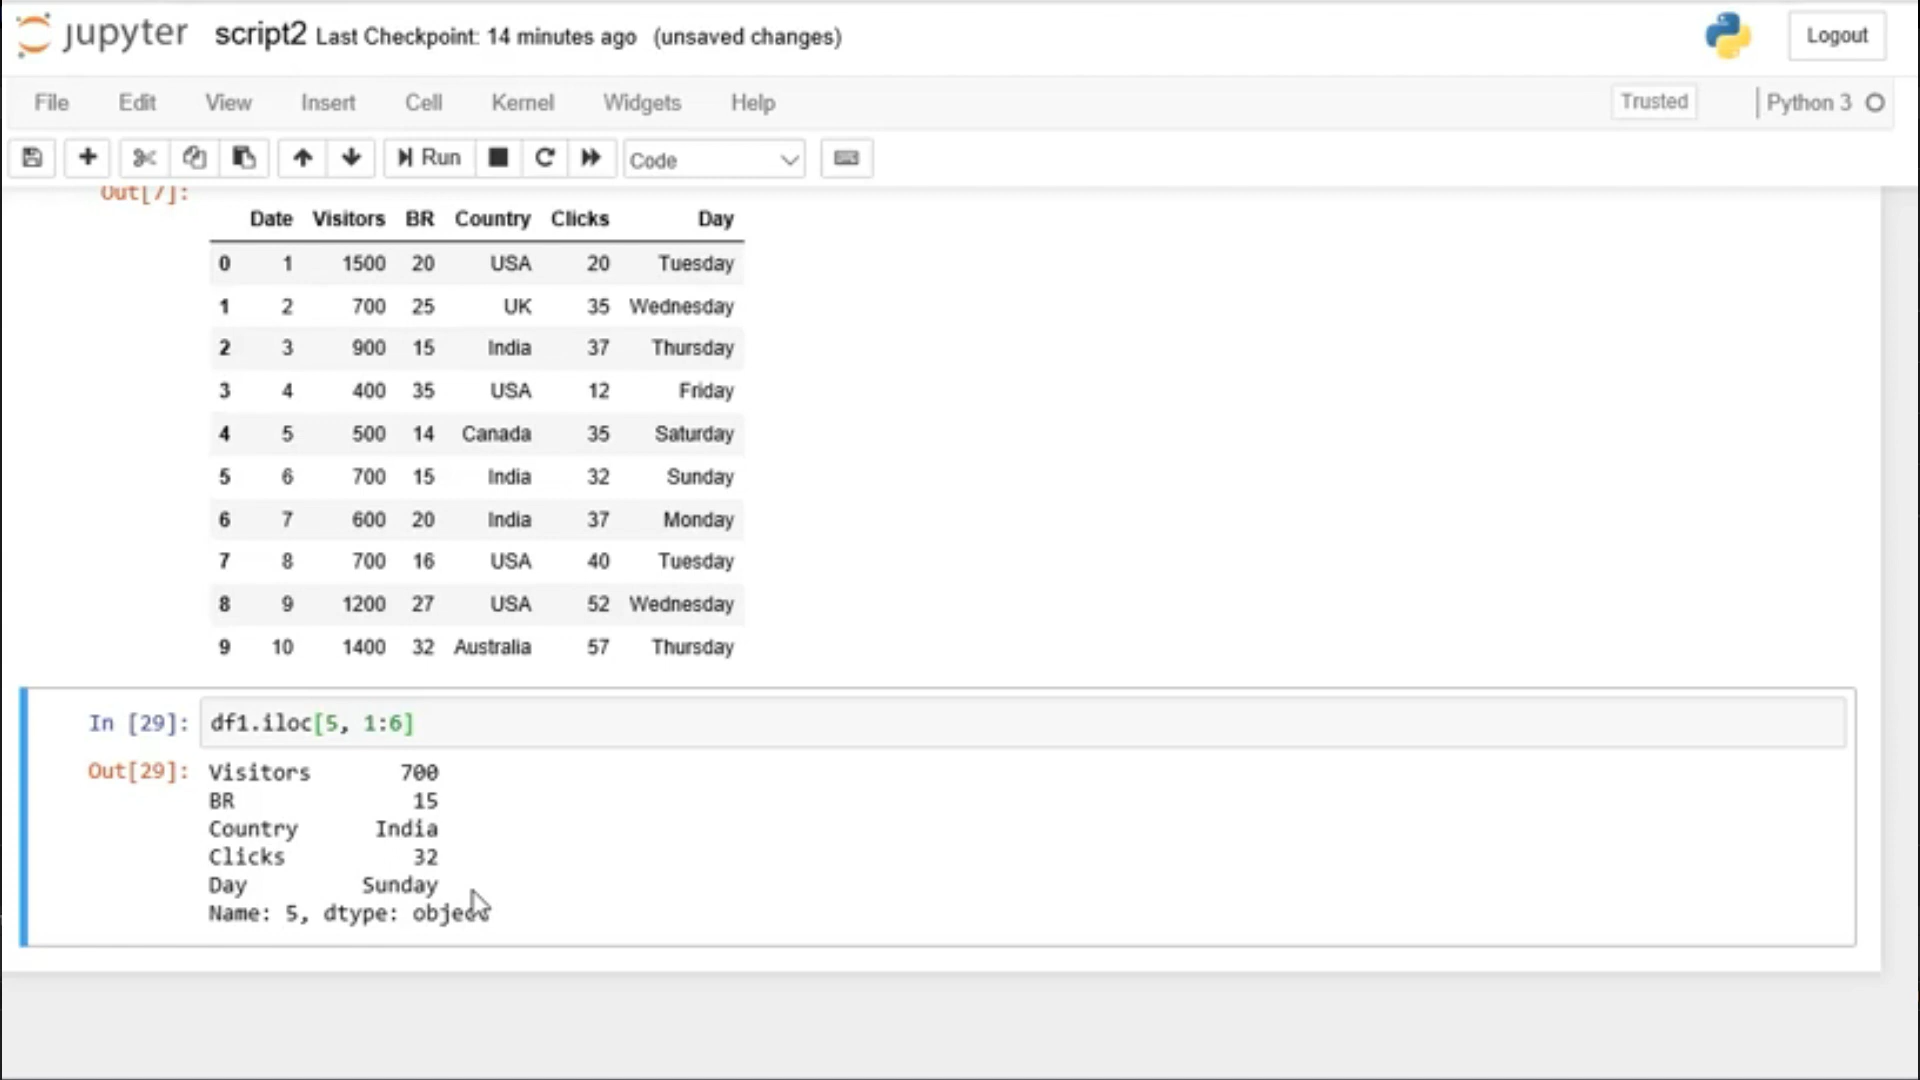 jupyter script2 Last Checkpoint: 14 minutes ago (unsaved changes) Logout
File Edit View Insert Cell Kernel Widgets Help Trusted Python 3
Run Code
Out[7]:
Date Visitors BR Country Clicks Day
0 1 1500 20 USA 20 Tuesday
1 2 700 25 UK 35 Wednesday
2 3 900 15 India 37 Thursday
3 4 400 35 USA 12 Friday
4 5 500 14 Canada 35 Saturday
5 6 700 15 India 32 Sunday
6 7 600 20 India 37 Monday
7 8 700 16 USA 40 Tuesday
8 9 1200 27 USA 52 Wednesday
9 10 1400 32 Australia 57 Thursday
In [29]: df1.iloc[5, 1:6]
Out[29]: Visitors 700
BR 15
Country India
Clicks 32
Day Sunday
Name: 5, dtype: object